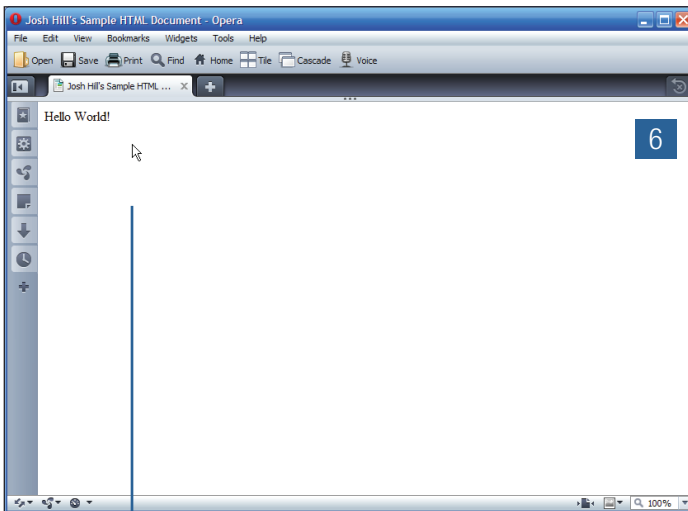 Josh Hill's Sample HTML Document - Opera
File Edit View Bookmarks Widgets Tools Help
Open Save Print Find Home Tile Cascade Voice
Josh Hill's Sample HTML ... X
Hello World!
6
100%